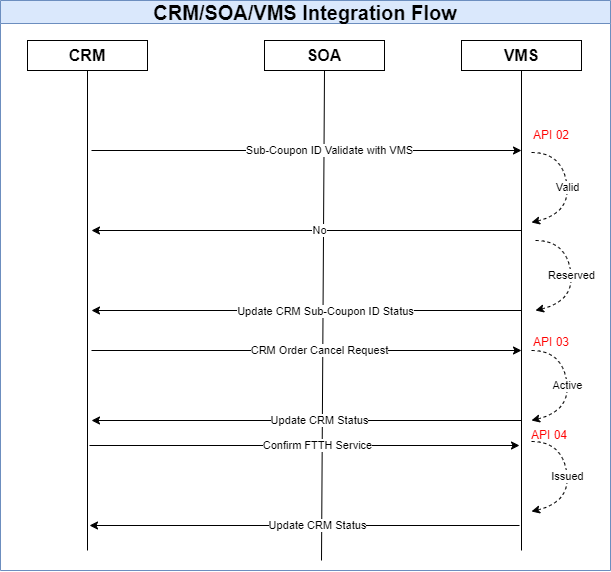 CRM/SOA/VMS Integration Flow
CRM
SOA
VMS
API 02
Sub-Coupon ID Validate with VMS
Valid
No
Reserved
Update CRM Sub-Coupon ID Status
API 03
CRM Order Cancel Request
Active
Update CRM Status
API 04
Confirm FTTH Service
Issued
Update CRM Status